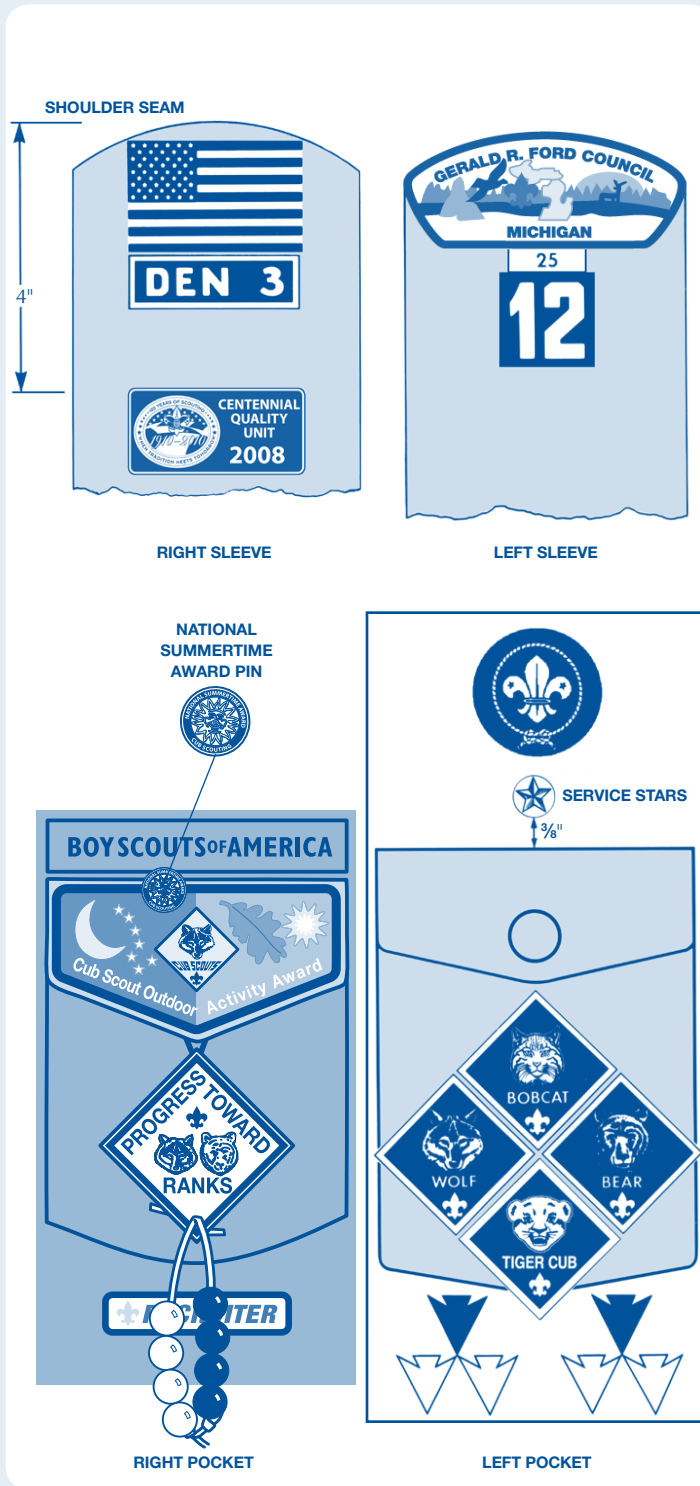 SHOULDER SEAM
4"
DEN 3
100 YEARS OF SCOUTING
1910–2010
WHEN TRADITION MEETS TOMORROW
CENTENNIAL
QUALITY
UNIT
2008
RIGHT SLEEVE
GERALD R. FORD COUNCIL
MICHIGAN
25
12
LEFT SLEEVE
NATIONAL
SUMMERTIME
AWARD PIN
NATIONAL SUMMERTIME AWARD
CUB SCOUTING
BOY SCOUTS OF AMERICA
CUB SCOUTS
Cub Scout Outdoor Activity Award
PROGRESS TOWARD
RANKS
RIGHT POCKET
SERVICE STARS
3/8"
BOBCAT
WOLF
BEAR
TIGER CUB
LEFT POCKET